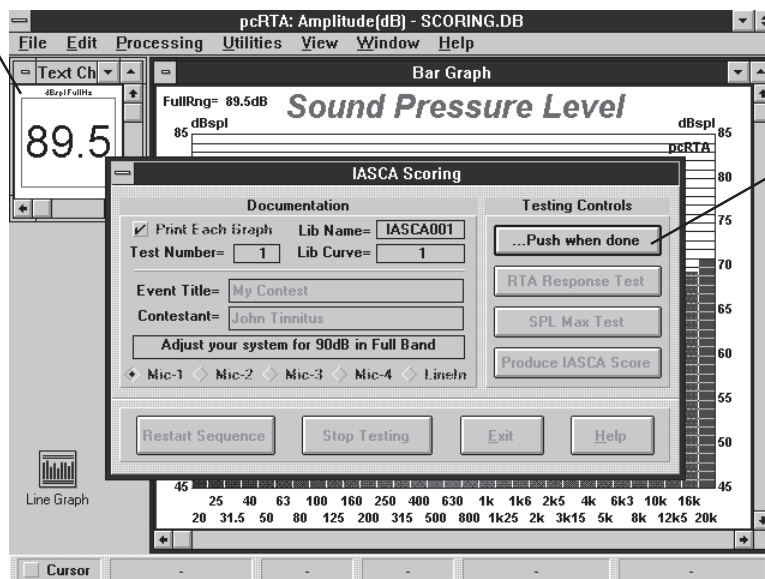 pcRTA: Amplitude(dB) - SCORING.DB
File Edit Processing Utilities View Window Help
Text Ch
dBspl FullHz
89.5
Bar Graph
FullRng= 89.5dB
Sound Pressure Level
dBspl
dBspl
85
85
pcRTA
80
75
70
65
60
55
50
45
45
IASCA Scoring
Documentation
Print Each Graph
Lib Name= IASCA001
Test Number= 1
Lib Curve= 1
Event Title= My Contest
Contestant= John Tinnitus
Adjust your system for 90dB in Full Band
Mic-1 Mic-2 Mic-3 Mic-4 LineIn
Testing Controls
...Push when done
RTA Response Test
SPL Max Test
Produce IASCA Score
Restart Sequence
Stop Testing
Exit
Help
Line Graph
25 40 63 100 160 250 400 630 1k 1k6 2k5 4k 6k3 10k 16k
20 31.5 50 80 125 200 315 500 800 1k25 2k 3k15 5k 8k 12k5 20k
Cursor - - - - -